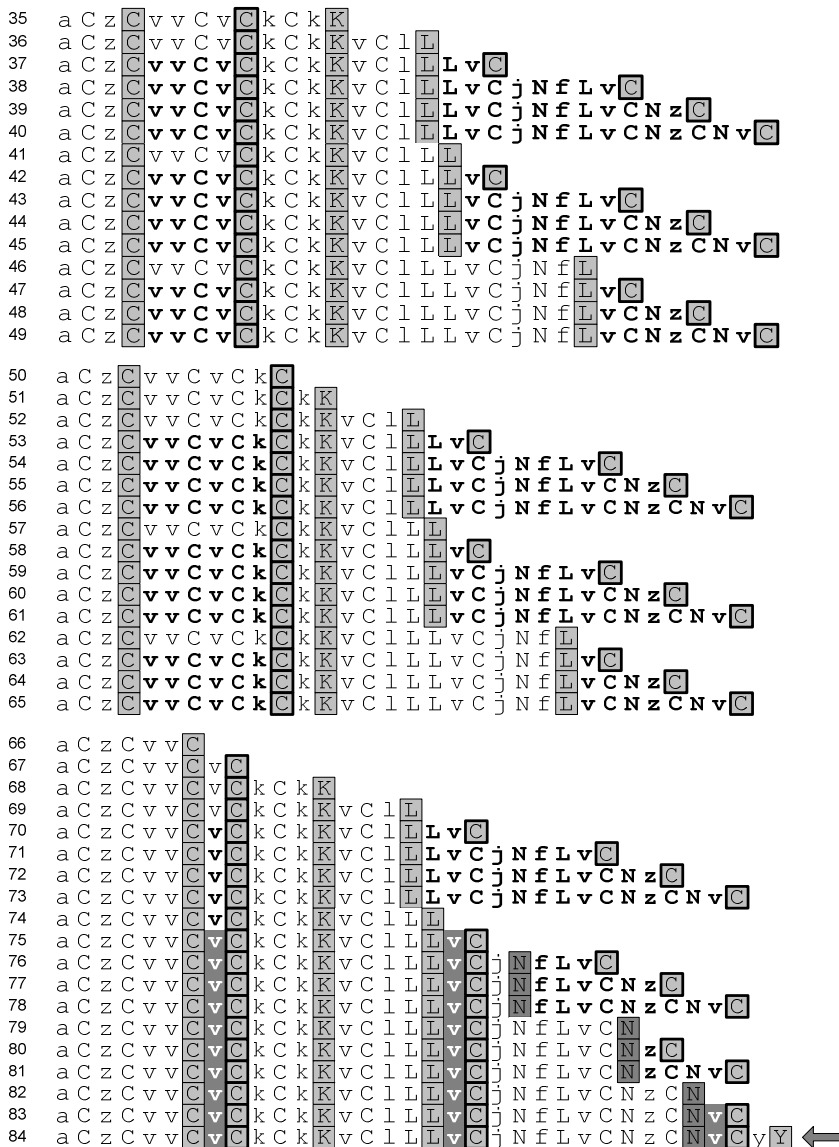 35 a C z C v v C v C k C k K
36 a C z C v v C v C k C k K v C l L
37 a C z C v v C v C k C k K v C l L L v C
38 a C z C v v C v C k C k K v C l L L v C j N f L v C
39 a C z C v v C v C k C k K v C l L L v C j N f L v C N z C
40 a C z C v v C v C k C k K v C l L L v C j N f L v C N z C N v C
41 a C z C v v C v C k C k K v C l L L
42 a C z C v v C v C k C k K v C l L L v C
43 a C z C v v C v C k C k K v C l L L v C j N f L v C
44 a C z C v v C v C k C k K v C l L L v C j N f L v C N z C
45 a C z C v v C v C k C k K v C l L L v C j N f L v C N z C N v C
46 a C z C v v C v C k C k K v C l L L v C j N f L
47 a C z C v v C v C k C k K v C l L L v C j N f L v C
48 a C z C v v C v C k C k K v C l L L v C j N f L v C N z C
49 a C z C v v C v C k C k K v C l L L v C j N f L v C N z C N v C
50 a C z C v v C v C k C
51 a C z C v v C v C k C k K
52 a C z C v v C v C k C k K v C l L
53 a C z C v v C v C k C k K v C l L L v C
54 a C z C v v C v C k C k K v C l L L v C j N f L v C
55 a C z C v v C v C k C k K v C l L L v C j N f L v C N z C
56 a C z C v v C v C k C k K v C l L L v C j N f L v C N z C N v C
57 a C z C v v C v C k C k K v C l L L
58 a C z C v v C v C k C k K v C l L L v C
59 a C z C v v C v C k C k K v C l L L v C j N f L v C
60 a C z C v v C v C k C k K v C l L L v C j N f L v C N z C
61 a C z C v v C v C k C k K v C l L L v C j N f L v C N z C N v C
62 a C z C v v C v C k C k K v C l L L v C j N f L
63 a C z C v v C v C k C k K v C l L L v C j N f L v C
64 a C z C v v C v C k C k K v C l L L v C j N f L v C N z C
65 a C z C v v C v C k C k K v C l L L v C j N f L v C N z C N v C
66 a C z C v v C
67 a C z C v v C v C
68 a C z C v v C v C k C k K
69 a C z C v v C v C k C k K v C l L
70 a C z C v v C v C k C k K v C l L L v C
71 a C z C v v C v C k C k K v C l L L v C j N f L v C
72 a C z C v v C v C k C k K v C l L L v C j N f L v C N z C
73 a C z C v v C v C k C k K v C l L L v C j N f L v C N z C N v C
74 a C z C v v C v C k C k K v C l L L
75 a C z C v v C v C k C k K v C l L L v C
76 a C z C v v C v C k C k K v C l L L v C j N f L v C
77 a C z C v v C v C k C k K v C l L L v C j N f L v C N z C
78 a C z C v v C v C k C k K v C l L L v C j N f L v C N z C N v C
79 a C z C v v C v C k C k K v C l L L v C j N f L v C N
80 a C z C v v C v C k C k K v C l L L v C j N f L v C N z C
81 a C z C v v C v C k C k K v C l L L v C j N f L v C N z C N v C
82 a C z C v v C v C k C k K v C l L L v C j N f L v C N z C N
83 a C z C v v C v C k C k K v C l L L v C j N f L v C N z C N v C
84 a C z C v v C v C k C k K v C l L L v C j N f L v C N z C N v C y Y